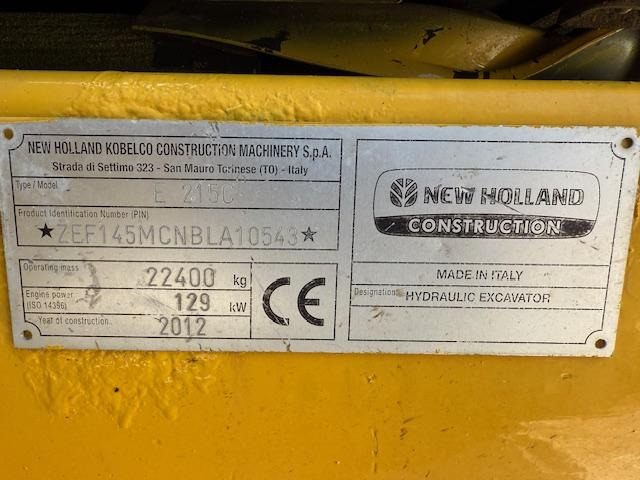 NEW HOLLAND KOBELCO CONSTRUCTION MACHINERY S.p.A.
Strada di Settimo 323 - San Mauro Torinese (TO) - Italy
Type / Model E 215C
Product Identification Number (PIN)
★ZEF145MCNBLA10543★
Operating mass 22400 kg
Engine power (ISO 14396) 129 kW
Year of construction 2012
CE
NEW HOLLAND
CONSTRUCTION
MADE IN ITALY
Designation HYDRAULIC EXCAVATOR